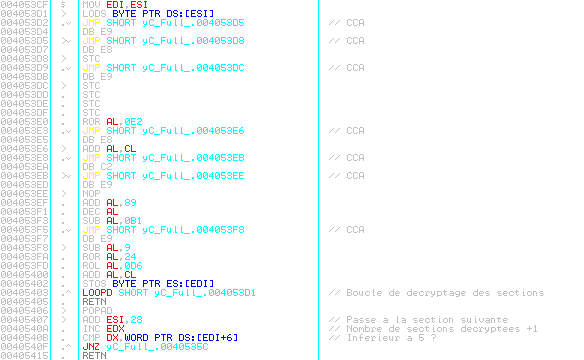 004053CF $ MOV EDI,ESI
004053D1 > LODS BYTE PTR DS:[ESI]
004053D2 .v JMP SHORT yC_Full_.004053D5 // CCA
004053D4 DB E9
004053D5 >v JMP SHORT yC_Full_.004053D8 // CCA
004053D7 DB E8
004053D8 > STC
004053D9 .v JMP SHORT yC_Full_.004053DC // CCA
004053DB DB E9
004053DC > STC
004053DD . STC
004053DE . STC
004053DF . STC
004053E0 . ROR AL,0E2
004053E3 .v JMP SHORT yC_Full_.004053E6 // CCA
004053E5 DB E8
004053E6 > ADD AL,CL
004053E8 .v JMP SHORT yC_Full_.004053EB // CCA
004053EA DB C2
004053EB >v JMP SHORT yC_Full_.004053EE // CCA
004053ED DB E9
004053EE > NOP
004053EF . ADD AL,89
004053F1 . DEC AL
004053F3 . SUB AL,0B1
004053F5 .v JMP SHORT yC_Full_.004053F8 // CCA
004053F7 DB E9
004053F8 > SUB AL,9
004053FA . ROR AL,24
004053FD . ROL AL,0D6
00405400 . ADD AL,CL
00405402 . STOS BYTE PTR ES:[EDI]
00405403 .^ LOOPD SHORT yC_Full_.004053D1 // Boucle de decryptage des sections
00405405 . RETN
00405406 > POPAD
00405407 . ADD ESI,28 // Passe a la section suivante
0040540A . INC EDX // Nombre de sections decryptees +1
0040540B . CMP DX,WORD PTR DS:[EDI+6] // Inferieur a 5 ?
0040540F .^ JNZ yC_Full_.0040535C
00405415 . RETN